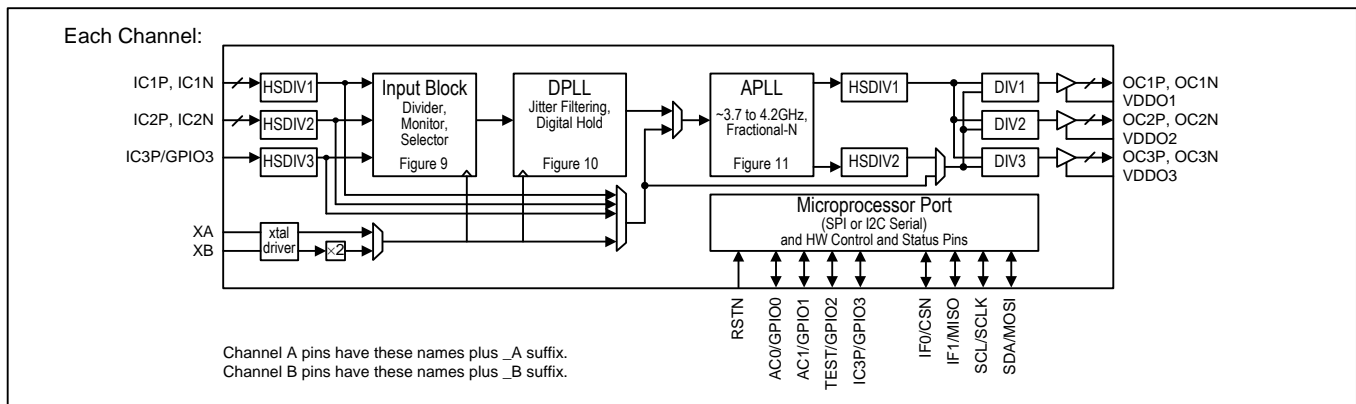 Each Channel:
IC1P, IC1N
IC2P, IC2N
IC3P/GPIO3
XA
XB
HSDIV1
HSDIV2
HSDIV3
xtal
driver
×2
Input Block
Divider,
Monitor,
Selector
Figure 9
DPLL
Jitter Filtering,
Digital Hold
Figure 10
APLL
~3.7 to 4.2GHz,
Fractional-N
Figure 11
HSDIV1
HSDIV2
DIV1
DIV2
DIV3
OC1P, OC1N
VDDO1
OC2P, OC2N
VDDO2
OC3P, OC3N
VDDO3
Microprocessor Port
(SPI or I2C Serial)
and HW Control and Status Pins
RSTN
AC0/GPIO0
AC1/GPIO1
TEST/GPIO2
IC3P/GPIO3
IF0/CSN
IF1/MISO
SCL/SCLK
SDA/MOSI
Channel A pins have these names plus _A suffix.
Channel B pins have these names plus _B suffix.